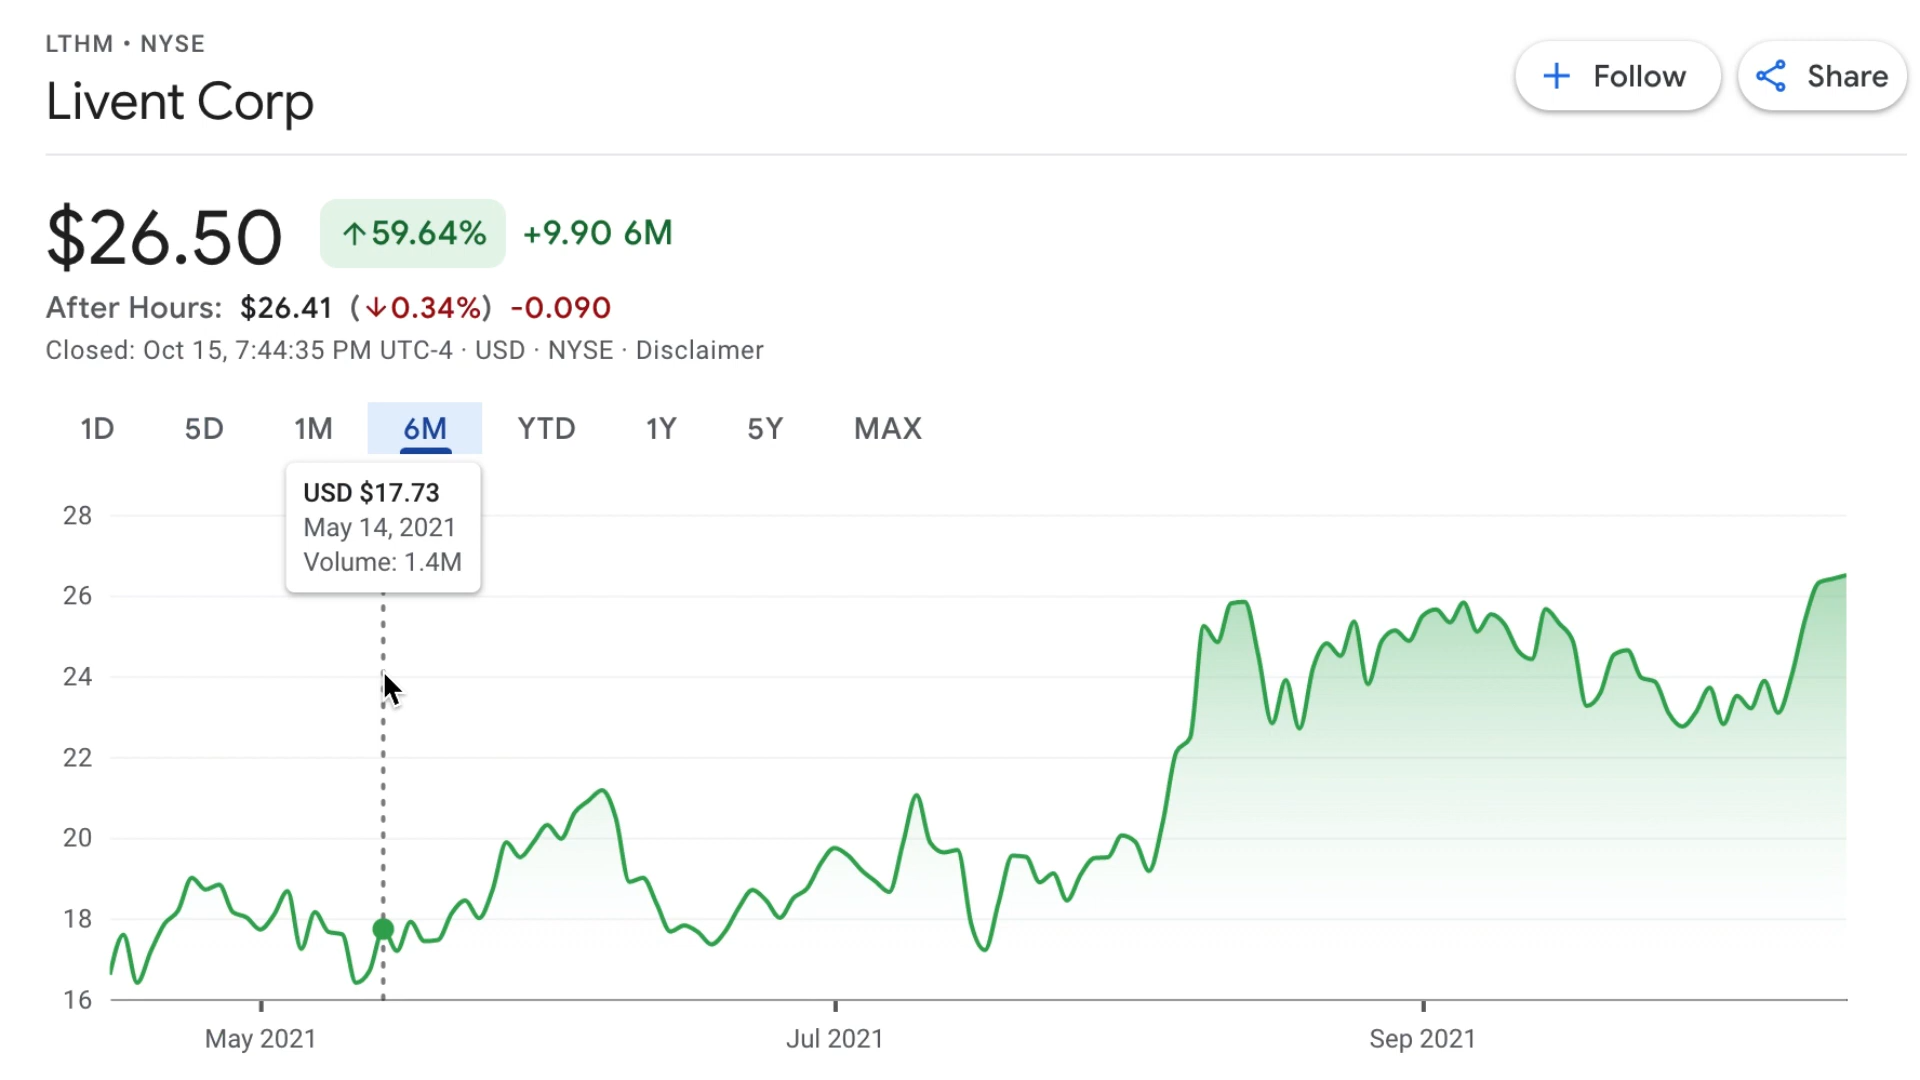 LTHM • NYSE
Livent Corp
Follow
Share
$26.50
↑59.64%
+9.90 6M
After Hours: $26.41 (↓0.34%) -0.090
Closed: Oct 15, 7:44:35 PM UTC-4 · USD · NYSE · Disclaimer
1D 5D 1M 6M YTD 1Y 5Y MAX
USD $17.73
May 14, 2021
Volume: 1.4M
28
26
24
22
20
18
16
May 2021 Jul 2021 Sep 2021